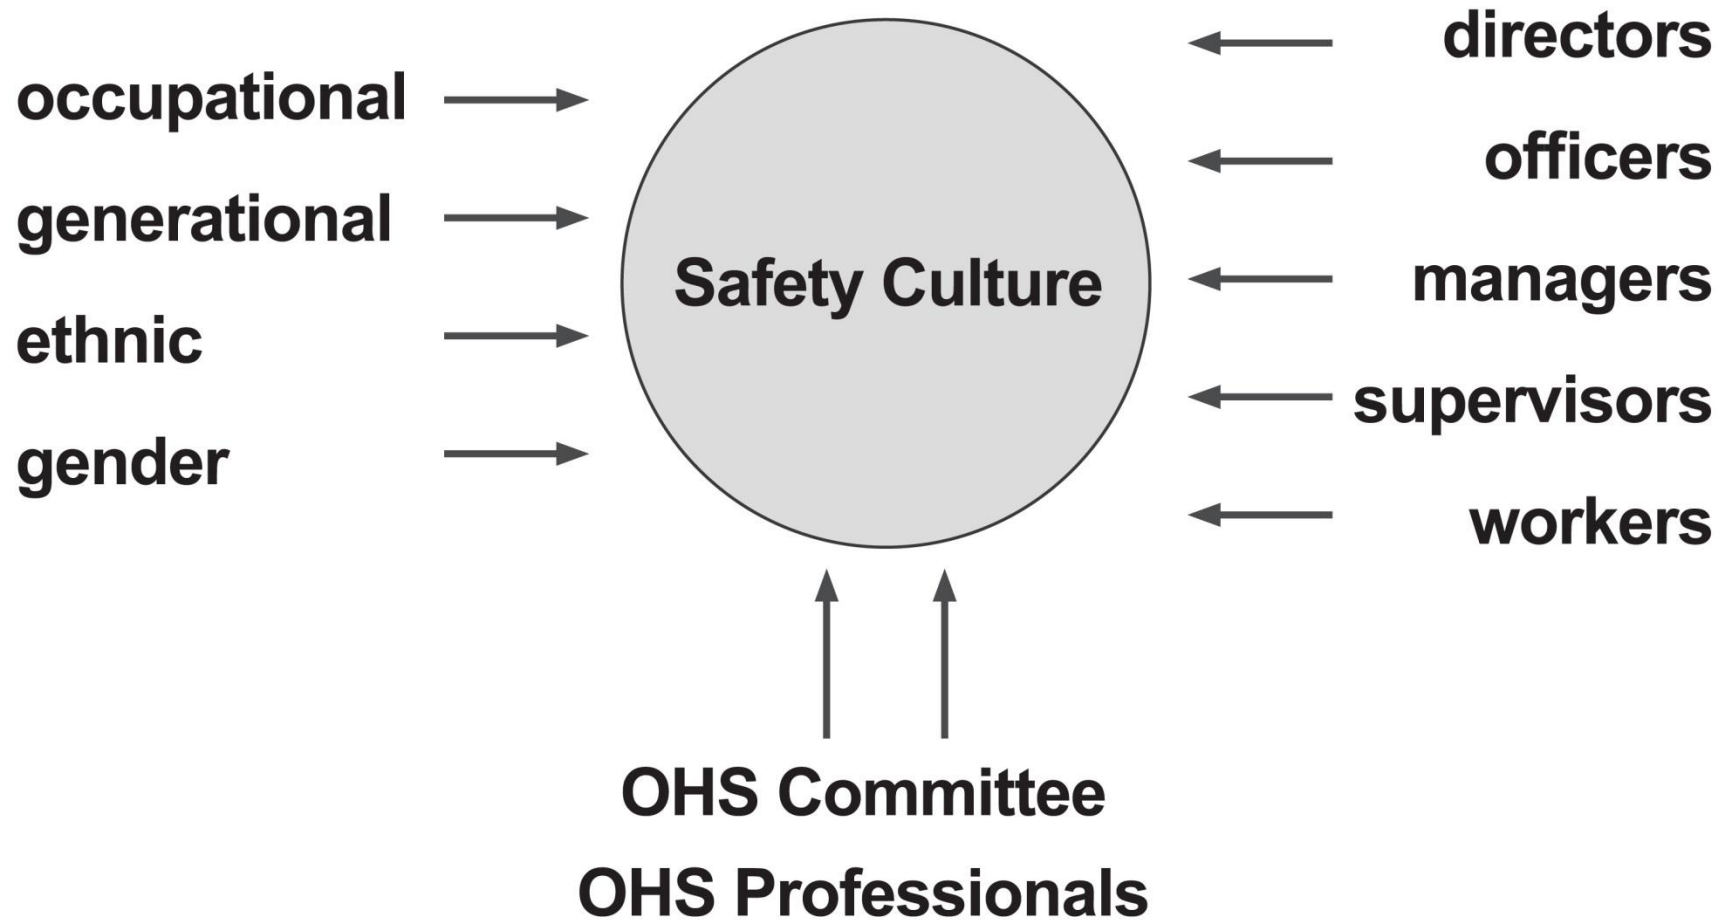 occupational
generational
ethnic
gender
Safety Culture
directors
officers
managers
supervisors
workers
OHS Committee
OHS Professionals